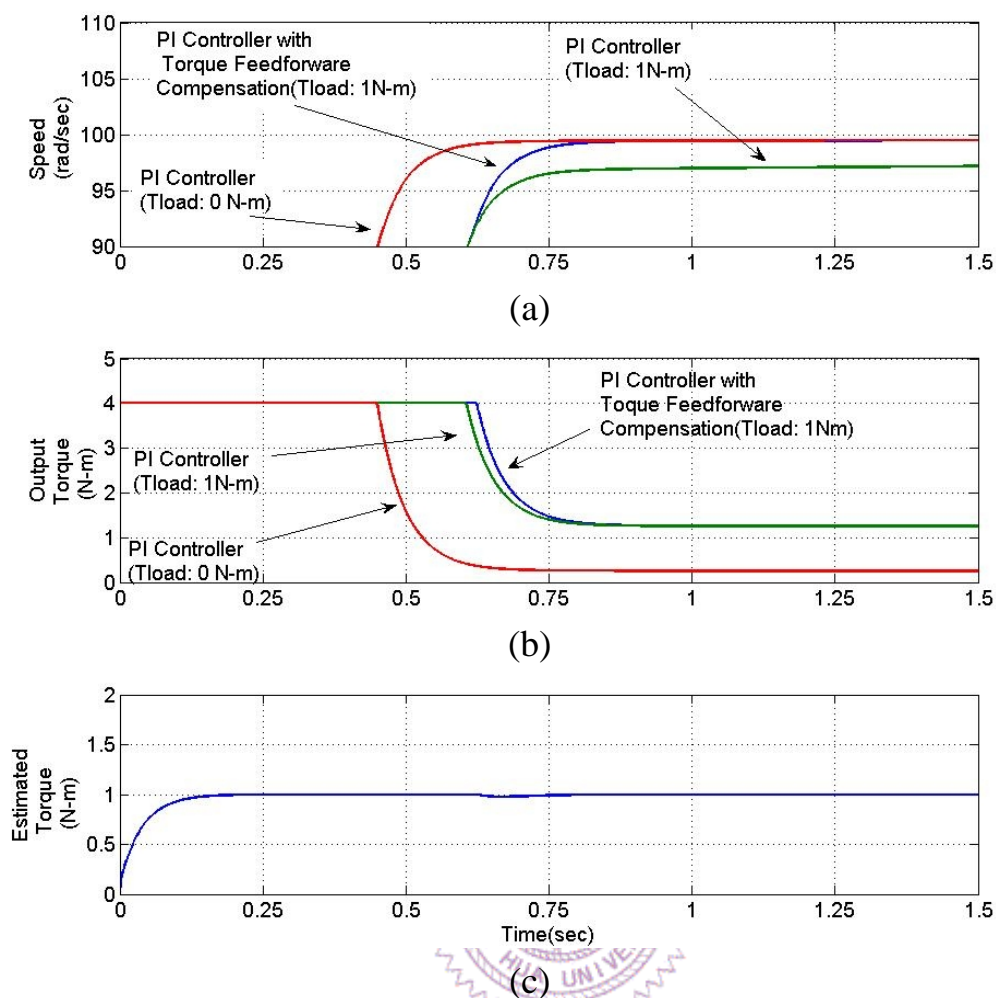 110
105
100
95
90
Speed
(rad/sec)
PI Controller with
Torque Feedforware
Compensation(Tload: 1N-m)
PI Controller
(Tload: 1N-m)
PI Controller
(Tload: 0 N-m)
0 0.25 0.5 0.75 1 1.25 1.5
(a)
5
4
3
2
1
0
Output
Torque
(N-m)
PI Controller with
Toque Feedforware
Compensation(Tload: 1Nm)
PI Controller
(Tload: 1N-m)
PI Controller
(Tload: 0 N-m)
0 0.25 0.5 0.75 1 1.25 1.5
(b)
2
1.5
1
0.5
0
Estimated
Torque
(N-m)
0 0.25 0.5 0.75 1 1.25 1.5
Time(sec)
HUA UNIVE
(c)